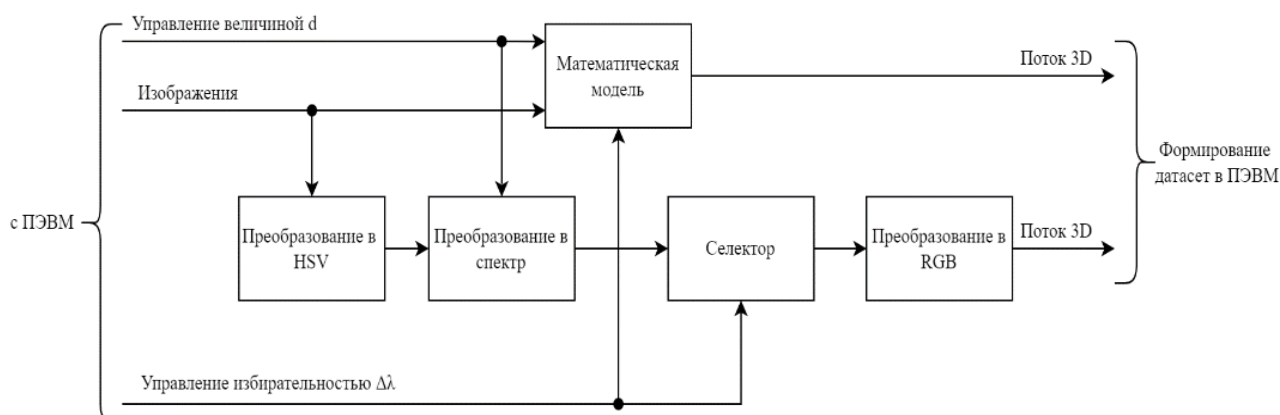 Управление величиной d
Математическая
модель
Поток 3D
Изображения
Формирование
датасет в ПЭВМ
с ПЭВМ
Преобразование в
HSV
Преобразование в
спектр
Селектор
Преобразование в
RGB
Поток 3D
Управление избирательностью Δλ